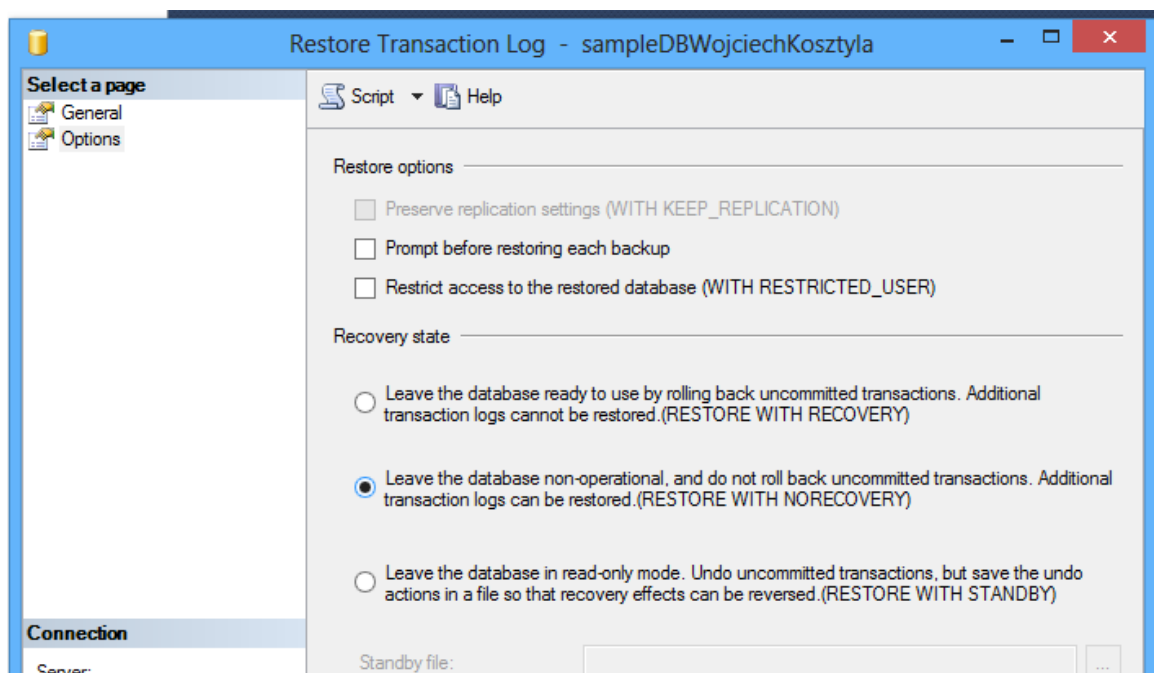 Restore Transaction Log - sampleDBWojciechKosztyla
Select a page
General
Options
Script
Help
Restore options
Preserve replication settings (WITH KEEP_REPLICATION)
Prompt before restoring each backup
Restrict access to the restored database (WITH RESTRICTED_USER)
Recovery state
Leave the database ready to use by rolling back uncommitted transactions. Additional
transaction logs cannot be restored.(RESTORE WITH RECOVERY)
Leave the database non-operational, and do not roll back uncommitted transactions. Additional
transaction logs can be restored.(RESTORE WITH NORECOVERY)
Leave the database in read-only mode. Undo uncommitted transactions, but save the undo
actions in a file so that recovery effects can be reversed.(RESTORE WITH STANDBY)
Standby file:
...
Connection
Server: